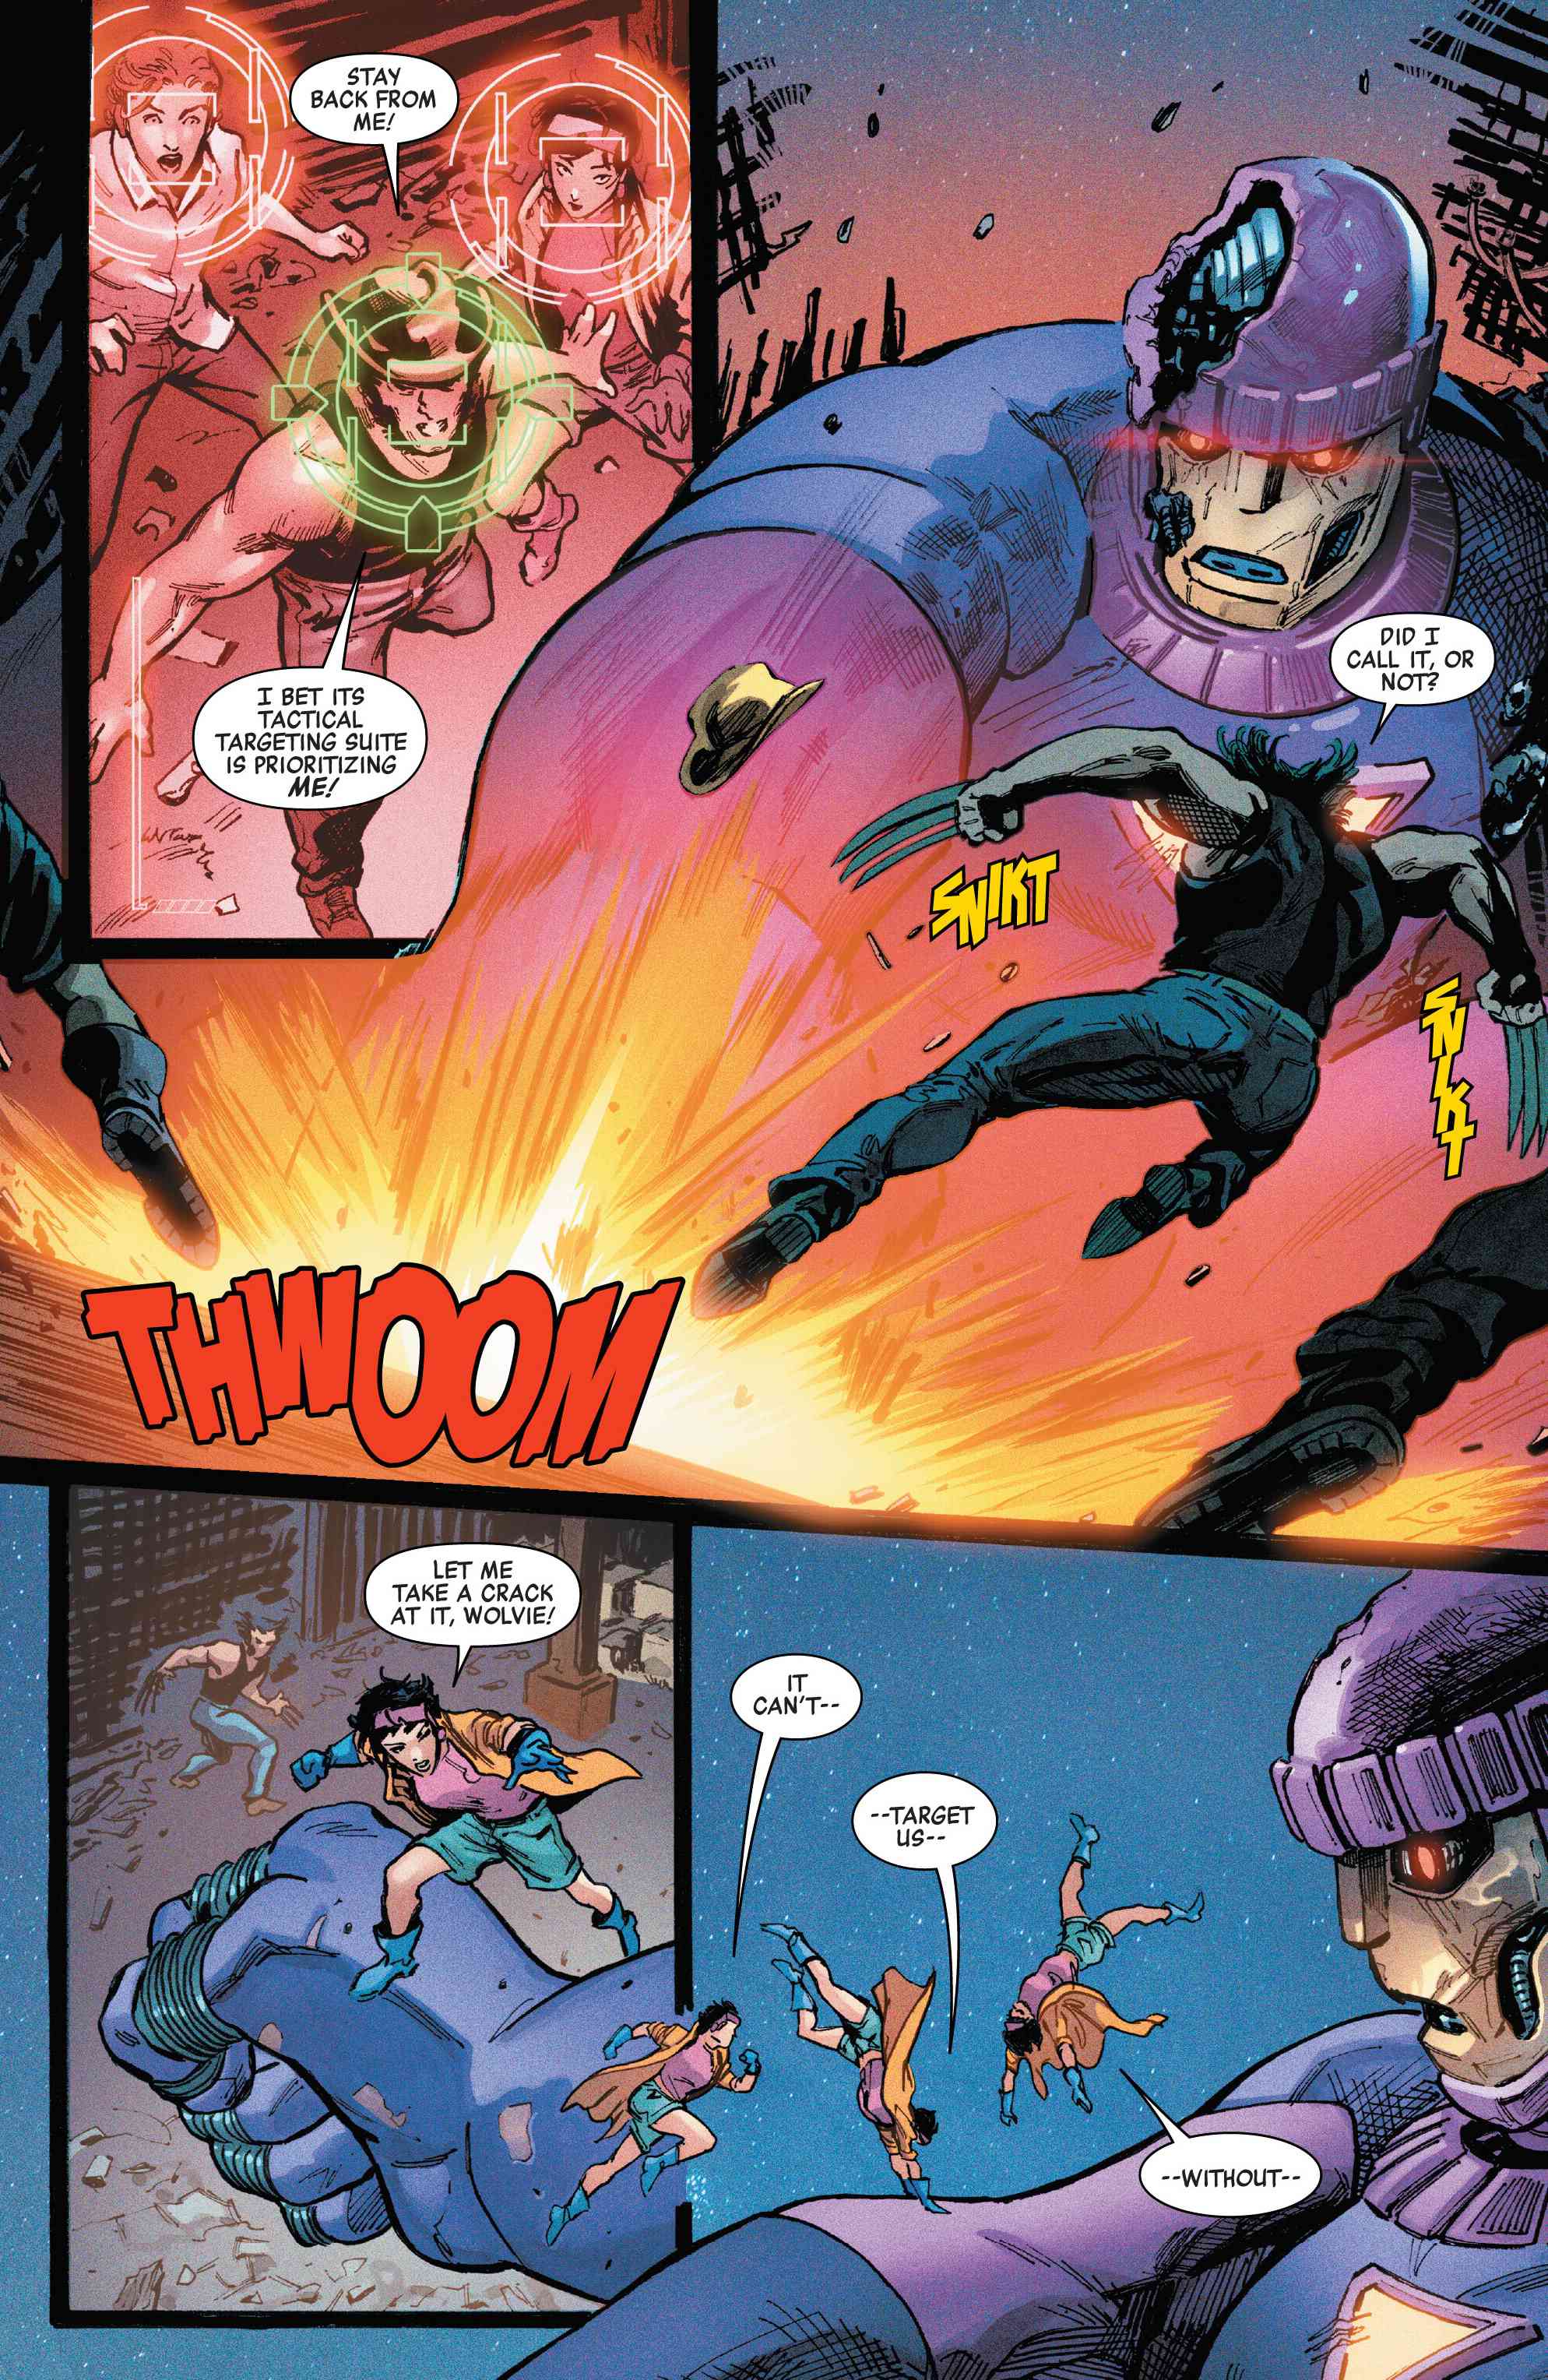 STAY
BACK FROM
ME!
I BET ITS
TACTICAL
TARGETING SUITE
IS PRIORITIZING
ME!
DID I
CALL IT, OR
NOT?
SNIKT
SNIKT
THWOOM
LET ME
TAKE A CRACK
AT IT, WOLVIE!
IT
CAN'T--
--TARGET
US--
--WITHOUT--